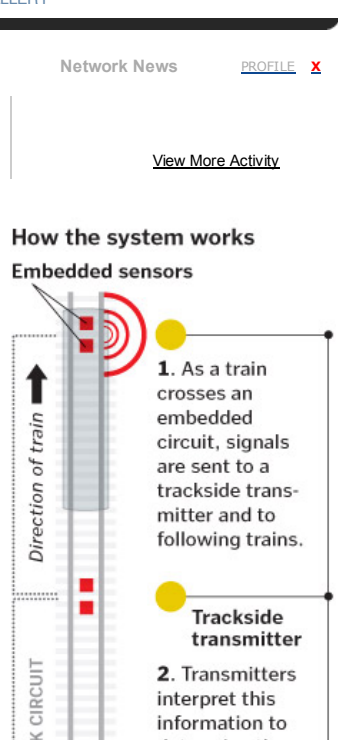 Network News
PROFILE
X
View More Activity
How the system works
Embedded sensors
1. As a train
crosses an
embedded
circuit, signals
are sent to a
trackside trans-
mitter and to
following trains.
Direction of train
Trackside
transmitter
2. Transmitters
interpret this
information to
K CIRCUIT